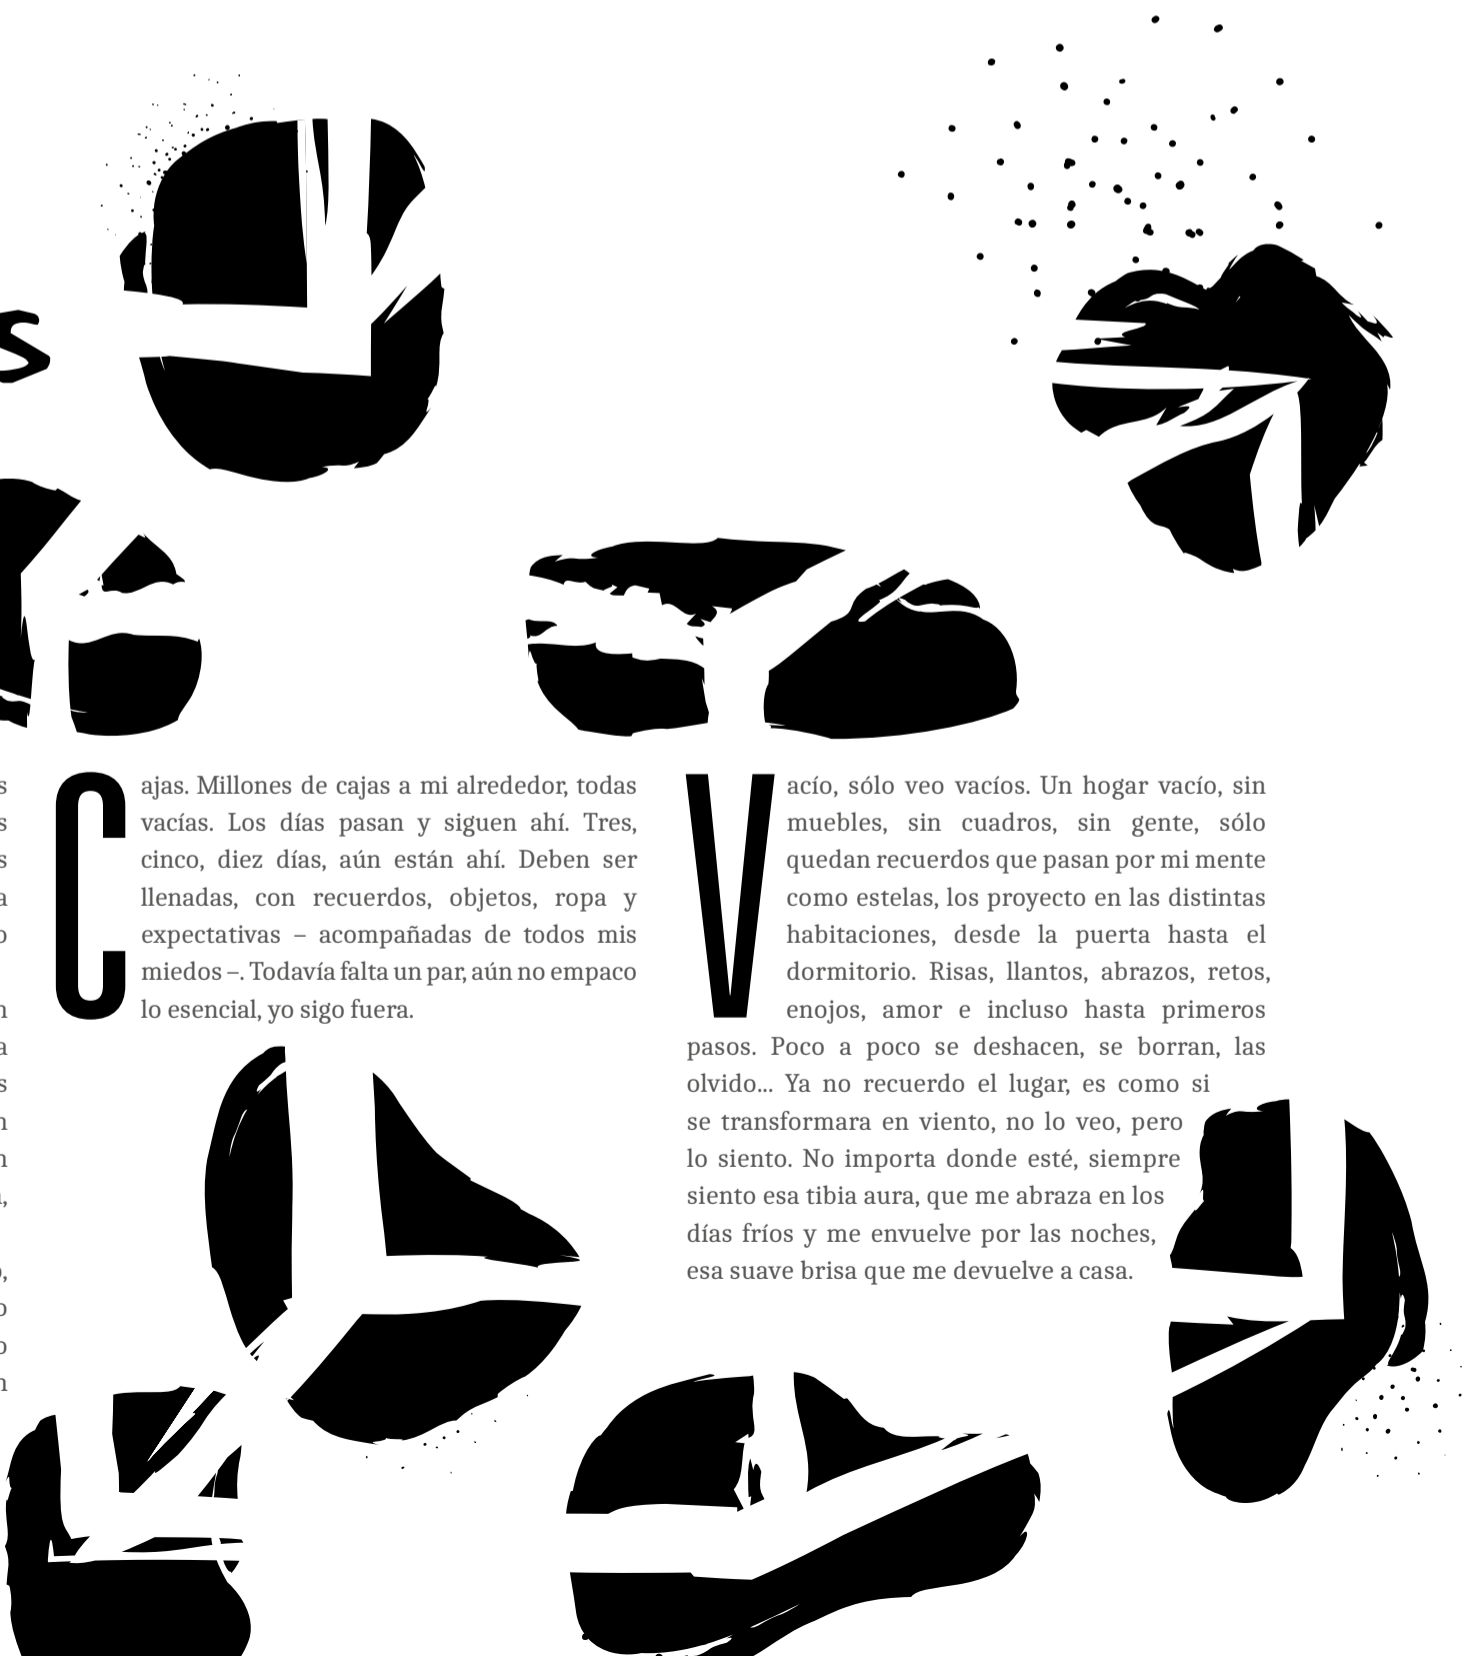 s
Cajas. Millones de cajas a mi alrededor, todas
vacías. Los días pasan y siguen ahí. Tres,
cinco, diez días, aún están ahí. Deben ser
llenadas, con recuerdos, objetos, ropa y
expectativas – acompañadas de todos mis
miedos –. Todavía falta un par, aún no empaco
lo esencial, yo sigo fuera.
Vacío, sólo veo vacíos. Un hogar vacío, sin
muebles, sin cuadros, sin gente, sólo
quedan recuerdos que pasan por mi mente
como estelas, los proyecto en las distintas
habitaciones, desde la puerta hasta el
dormitorio. Risas, llantos, abrazos, retos,
enojos, amor e incluso hasta primeros
pasos. Poco a poco se deshacen, se borran, las
olvido... Ya no recuerdo el lugar, es como si
se transformara en viento, no lo veo, pero
lo siento. No importa donde esté, siempre
siento esa tibia aura, que me abraza en los
días fríos y me envuelve por las noches,
esa suave brisa que me devuelve a casa.